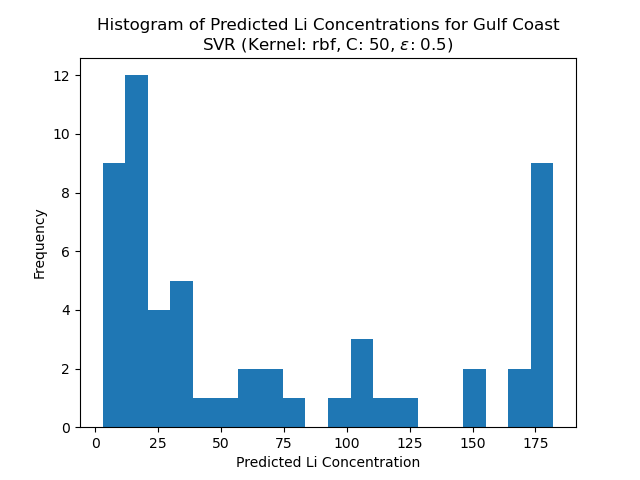 Histogram of Predicted Li Concentrations for Gulf Coast
SVR (Kernel: rbf, C: 50, ε: 0.5)
12
10
8
6
4
2
0
Frequency
0 25 50 75 100 125 150 175
Predicted Li Concentration